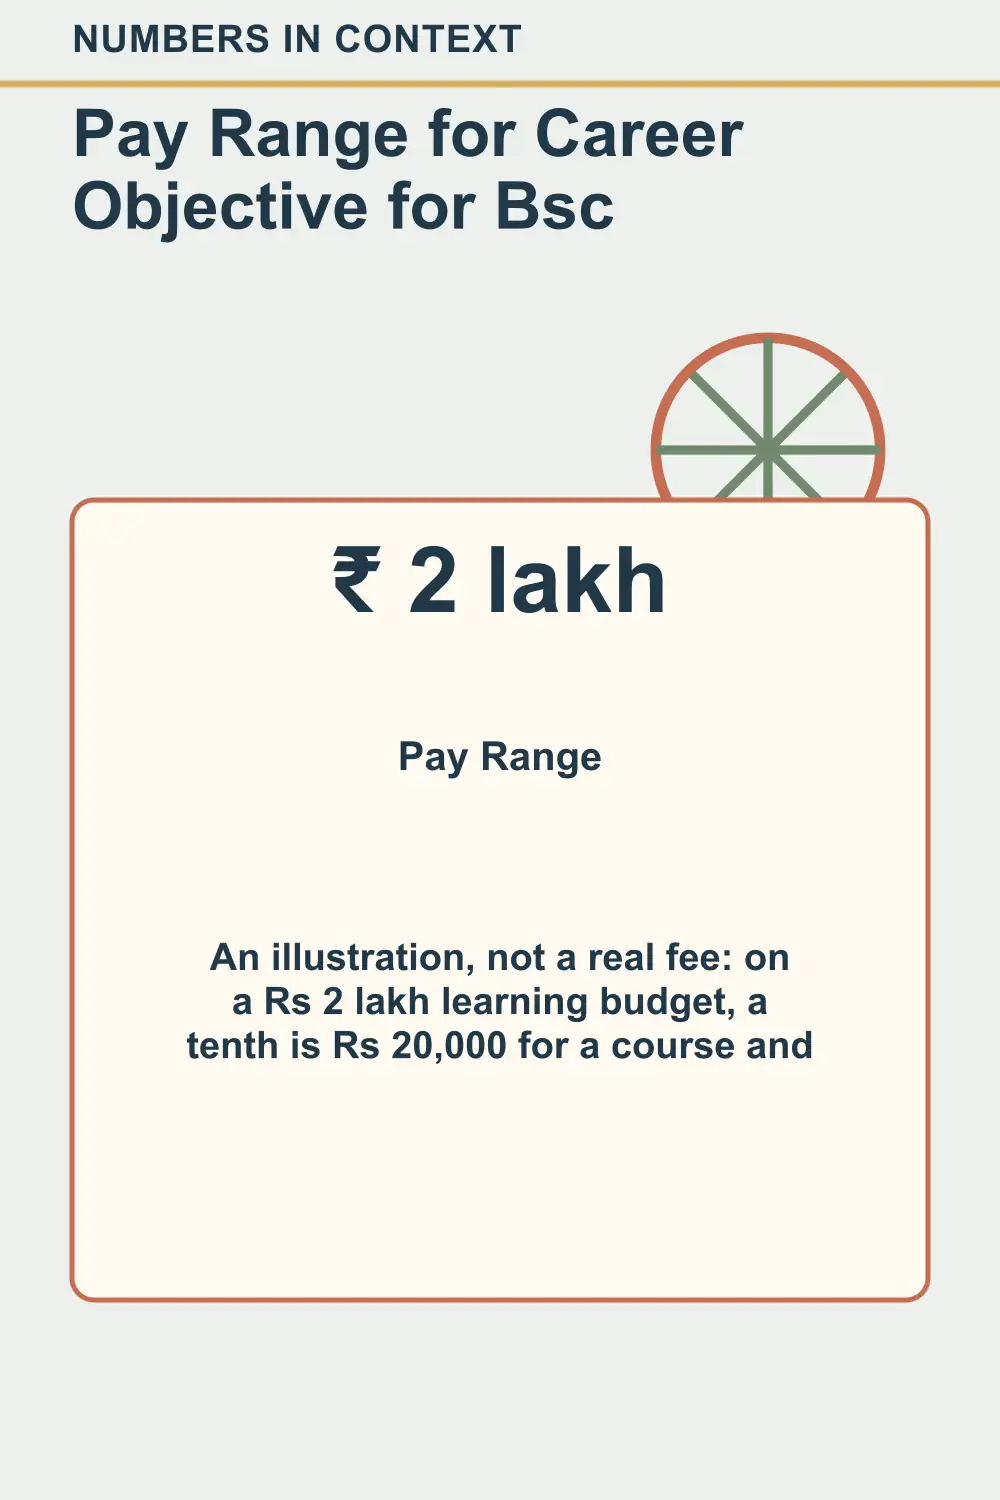 NUMBERS IN CONTEXT
Pay Range for Career
Objective for Bsc
₹ 2 lakh
Pay Range
An illustration, not a real fee: on
a Rs 2 lakh learning budget, a
tenth is Rs 20,000 for a course and